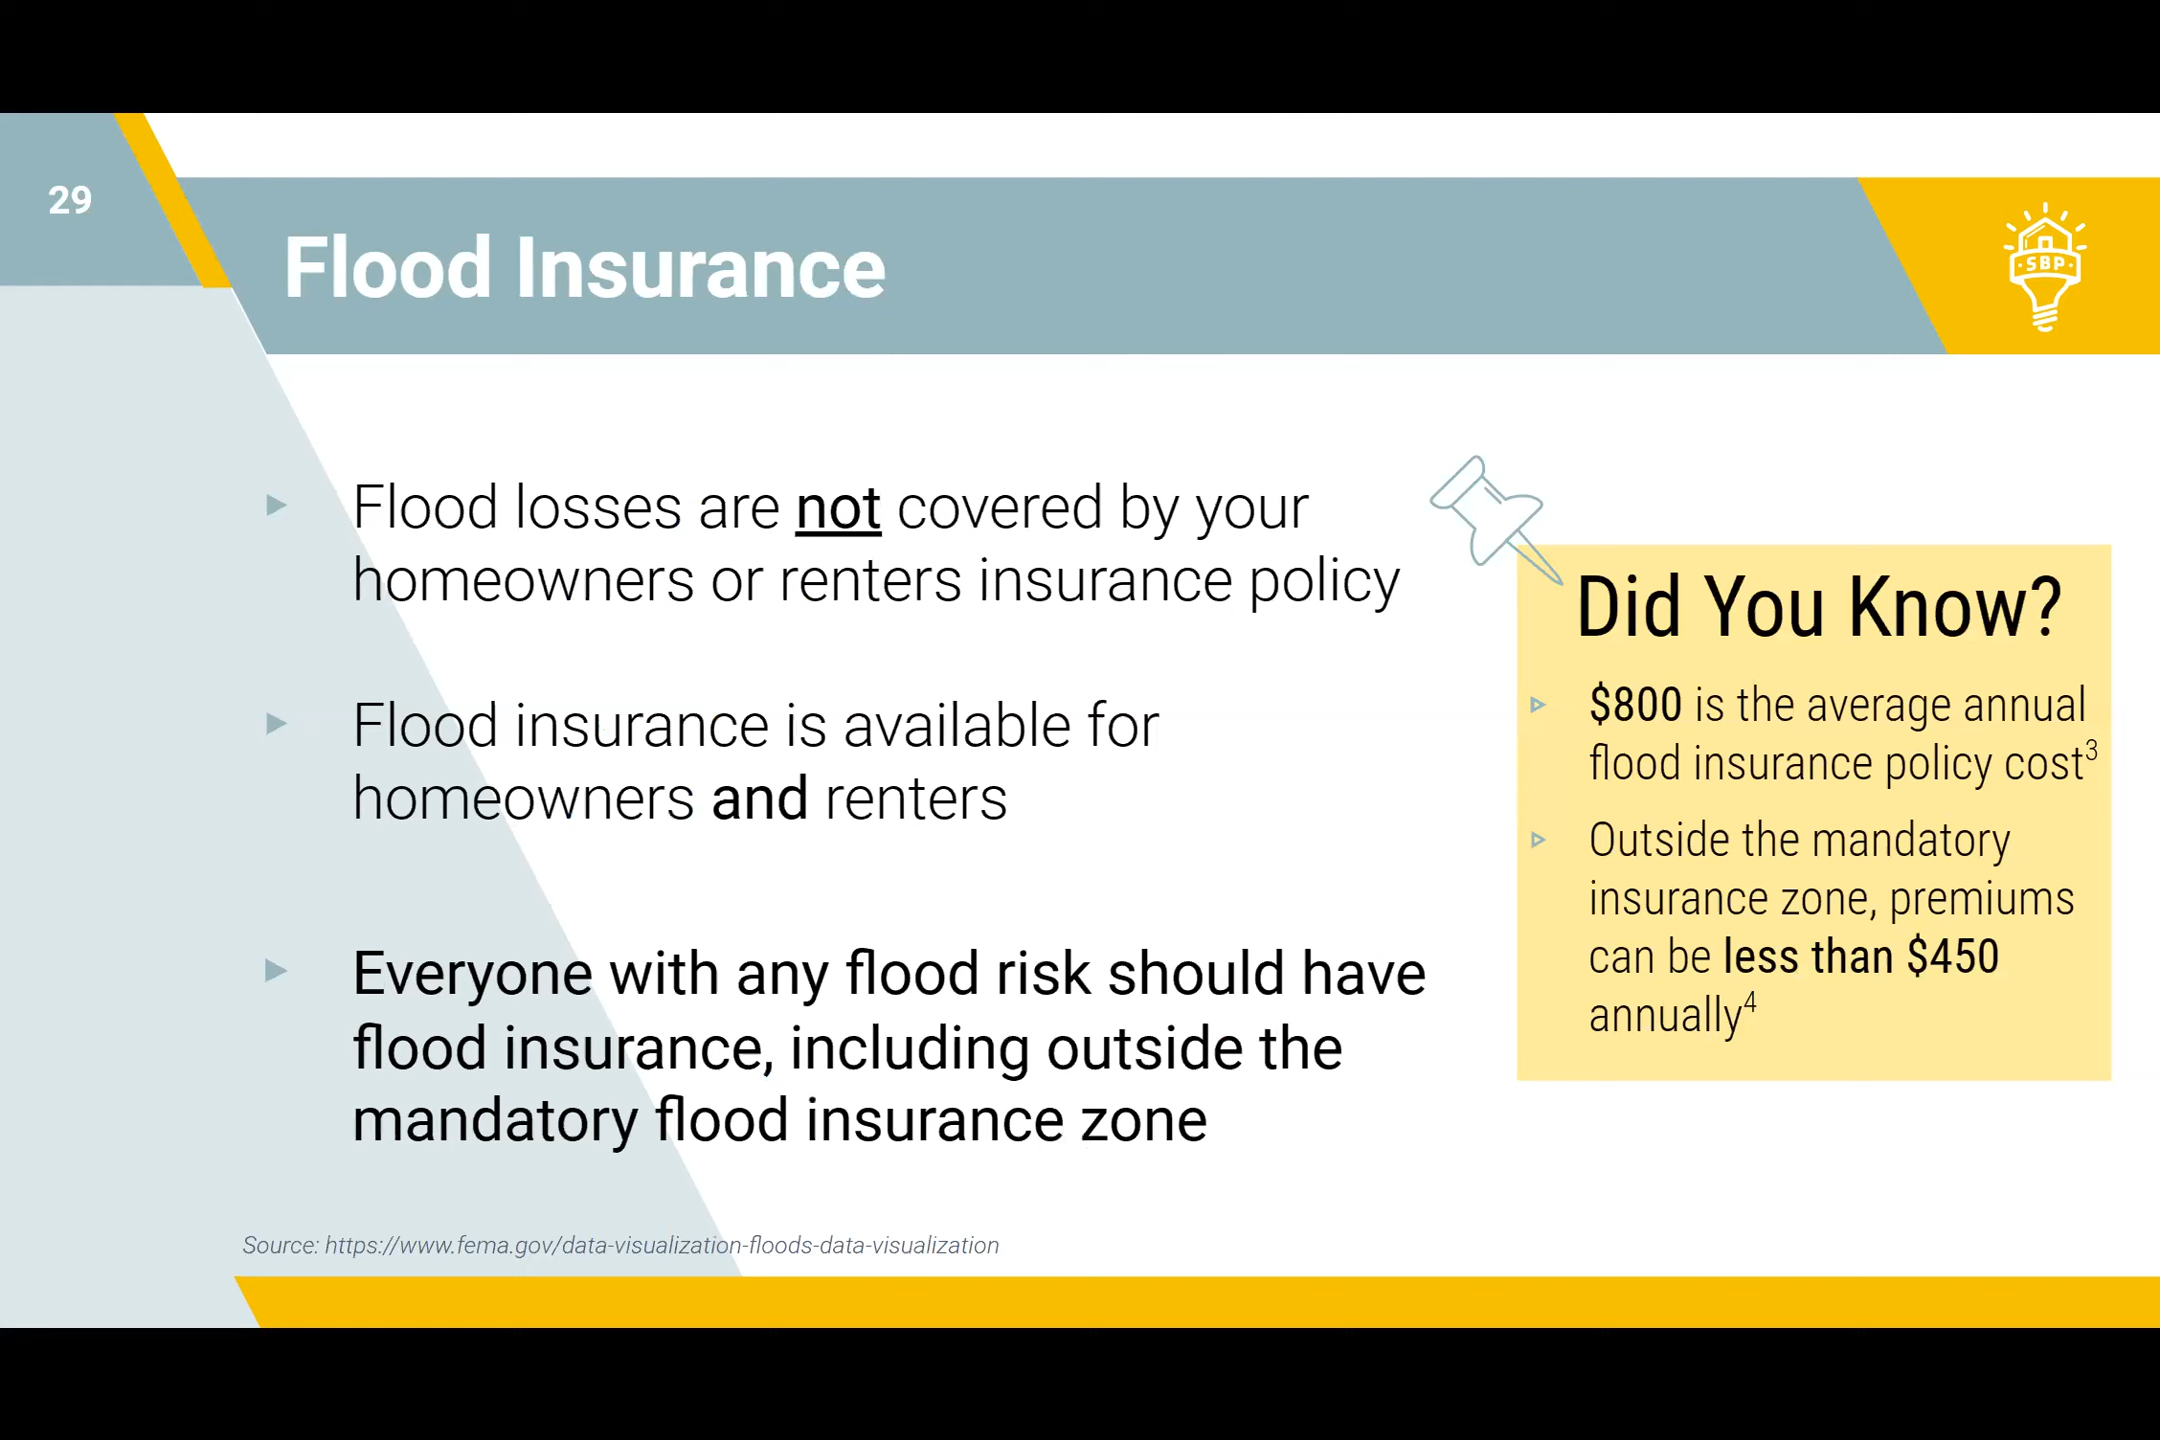 29
Flood Insurance
SBP
Flood losses are not covered by your
homeowners or renters insurance policy
Flood insurance is available for
homeowners and renters
Everyone with any flood risk should have
flood insurance, including outside the
mandatory flood insurance zone
Did You Know?
$800 is the average annual
flood insurance policy cost³
Outside the mandatory
insurance zone, premiums
can be less than $450
annually⁴
Source: https://www.fema.gov/data-visualization-floods-data-visualization